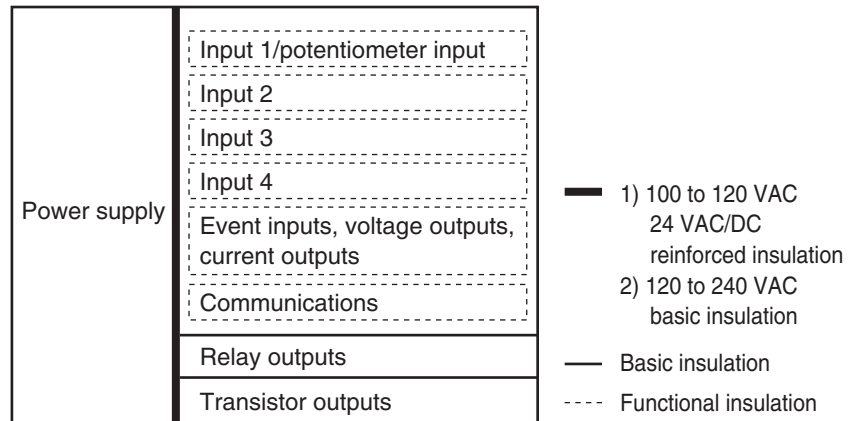 Power supply
Input 1/potentiometer input
Input 2
Input 3
Input 4
Event inputs, voltage outputs,
current outputs
Communications
Relay outputs
Transistor outputs
1) 100 to 120 VAC
24 VAC/DC
reinforced insulation
2) 120 to 240 VAC
basic insulation
Basic insulation
Functional insulation